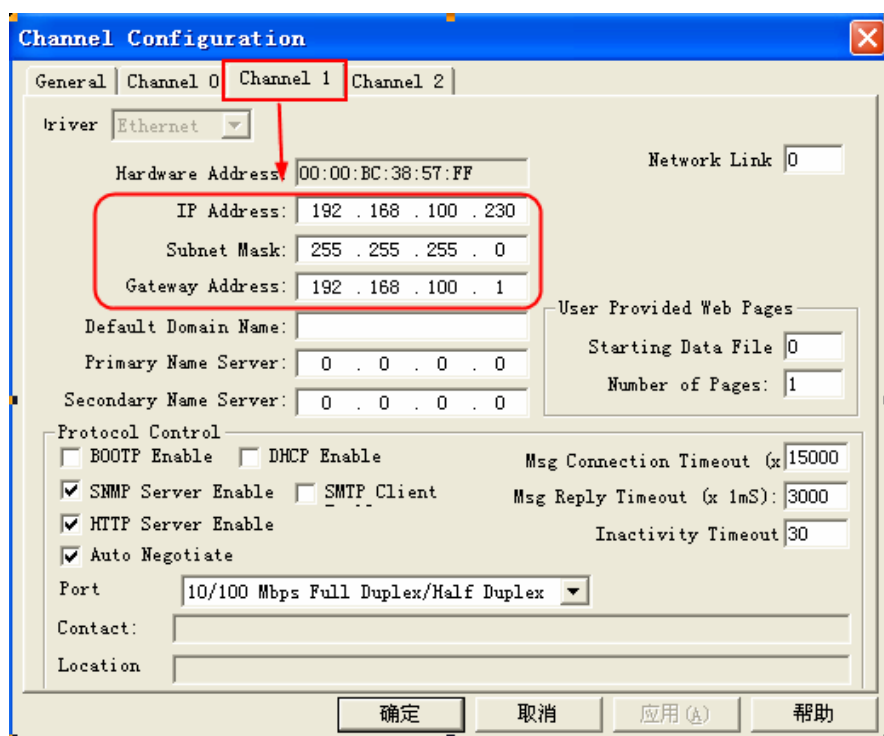 Channel Configuration
General Channel 0 Channel 1 Channel 2
river Ethernet
Hardware Address: 00:00:BC:38:57:FF
Network Link 0
IP Address: 192 . 168 . 100 . 230
Subnet Mask: 255 . 255 . 255 . 0
Gateway Address: 192 . 168 . 100 . 1
Default Domain Name:
Primary Name Server: 0 . 0 . 0 . 0
Secondary Name Server: 0 . 0 . 0 . 0
User Provided Web Pages
Starting Data File 0
Number of Pages: 1
Protocol Control
BOOTP Enable DHCP Enable
SNMP Server Enable SMTP Client
HTTP Server Enable
Auto Negotiate
Msg Connection Timeout (x 15000
Msg Reply Timeout (x 1mS): 3000
Inactivity Timeout 30
Port 10/100 Mbps Full Duplex/Half Duplex
Contact:
Location
确定 取消 应用(A) 帮助